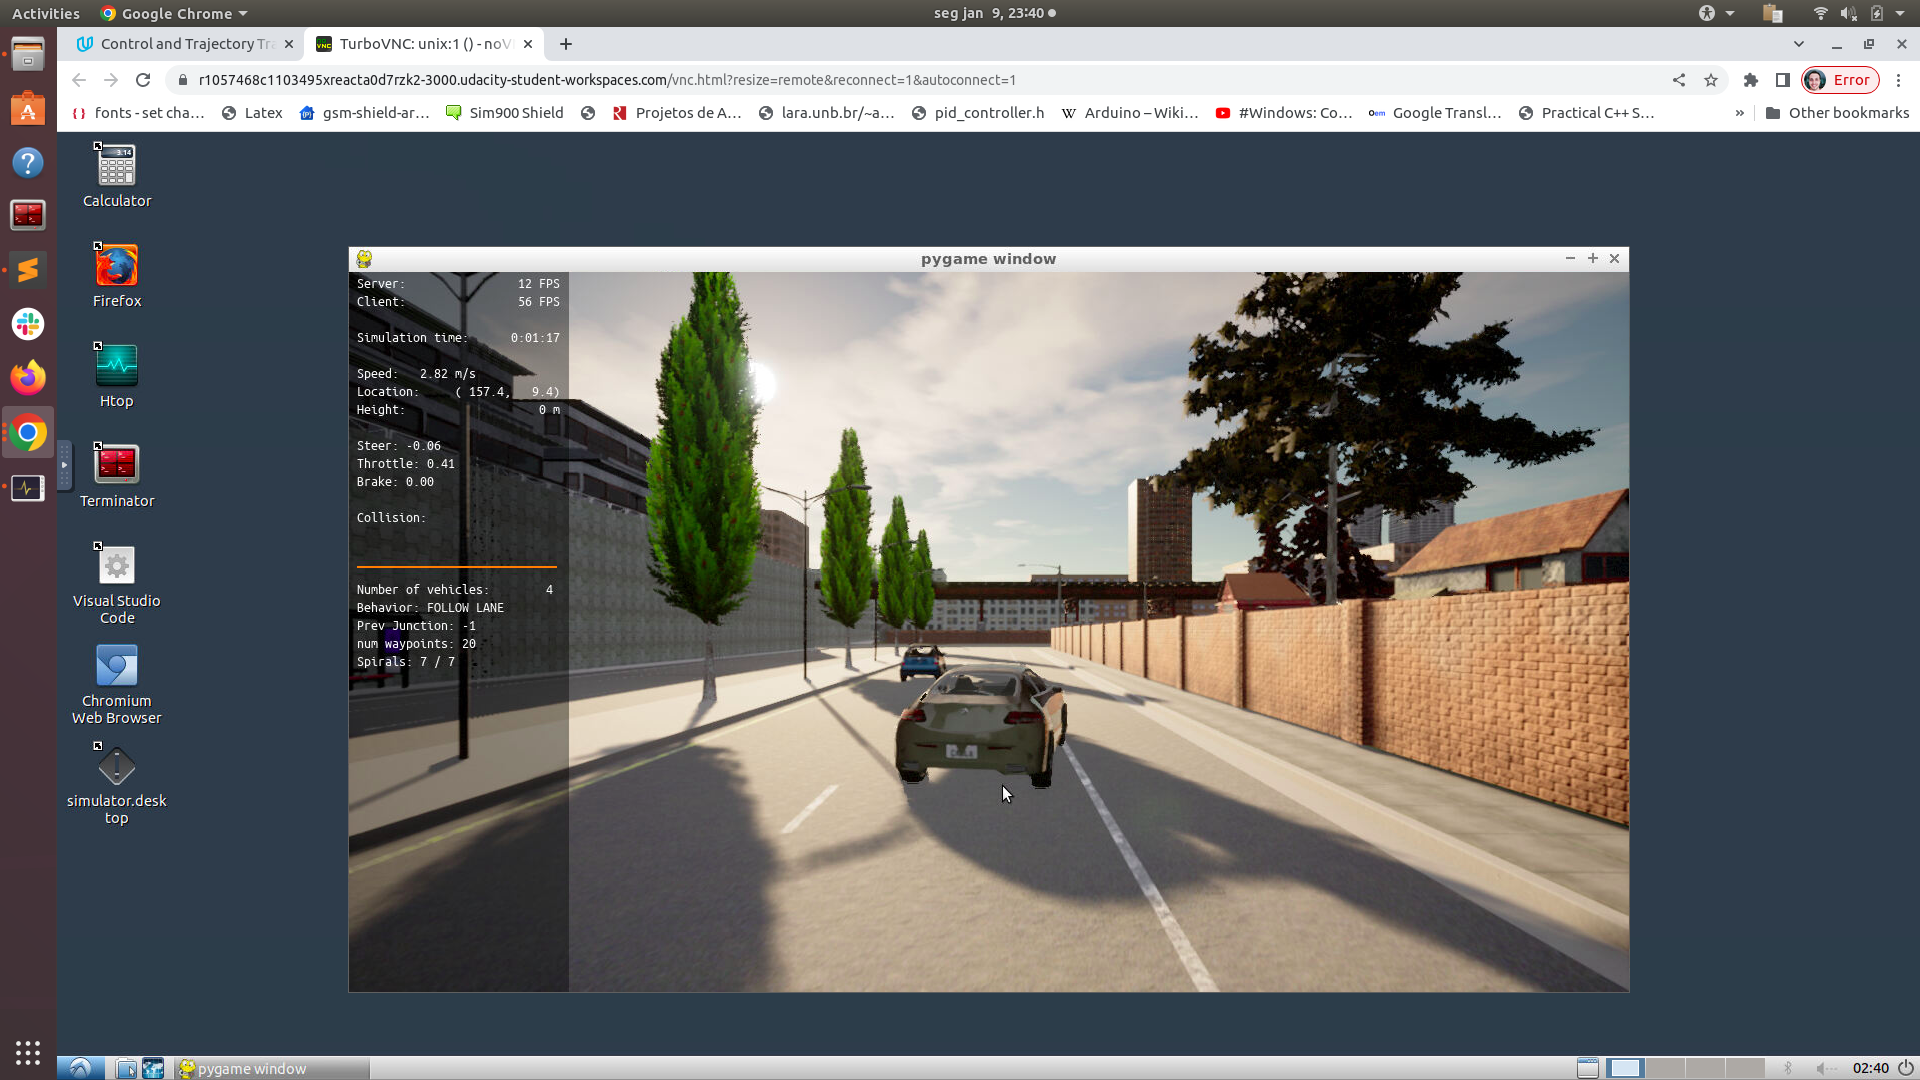 Activities
Google Chrome
seg jan 9, 23:40
Control and Trajectory Tra
TurboVNC: unix:1 () - noV
r1057468c1103495xreacta0d7rzk2-3000.udacity-student-workspaces.com/vnc.html?resize=remote&reconnect=1&autoconnect=1
Error
fonts - set cha...
Latex
gsm-shield-ar...
Sim900 Shield
Projetos de A...
lara.unb.br/~a...
pid_controller.h
Arduino – Wiki...
#Windows: Co...
Google Transl...
Practical C++ S...
»
Other bookmarks
Calculator
Firefox
Htop
Terminator
Visual Studio
Code
Chromium
Web Browser
simulator.desk
top
pygame window
Server: 12 FPS
Client: 56 FPS
Simulation time: 0:01:17
Speed: 2.82 m/s
Location: ( 157.4, 9.4)
Height: 0 m
Steer: -0.06
Throttle: 0.41
Brake: 0.00
Collision:
Number of vehicles: 4
Behavior: FOLLOW LANE
Prev Junction: -1
num waypoints: 20
Spirals: 7 / 7
pygame window
02:40